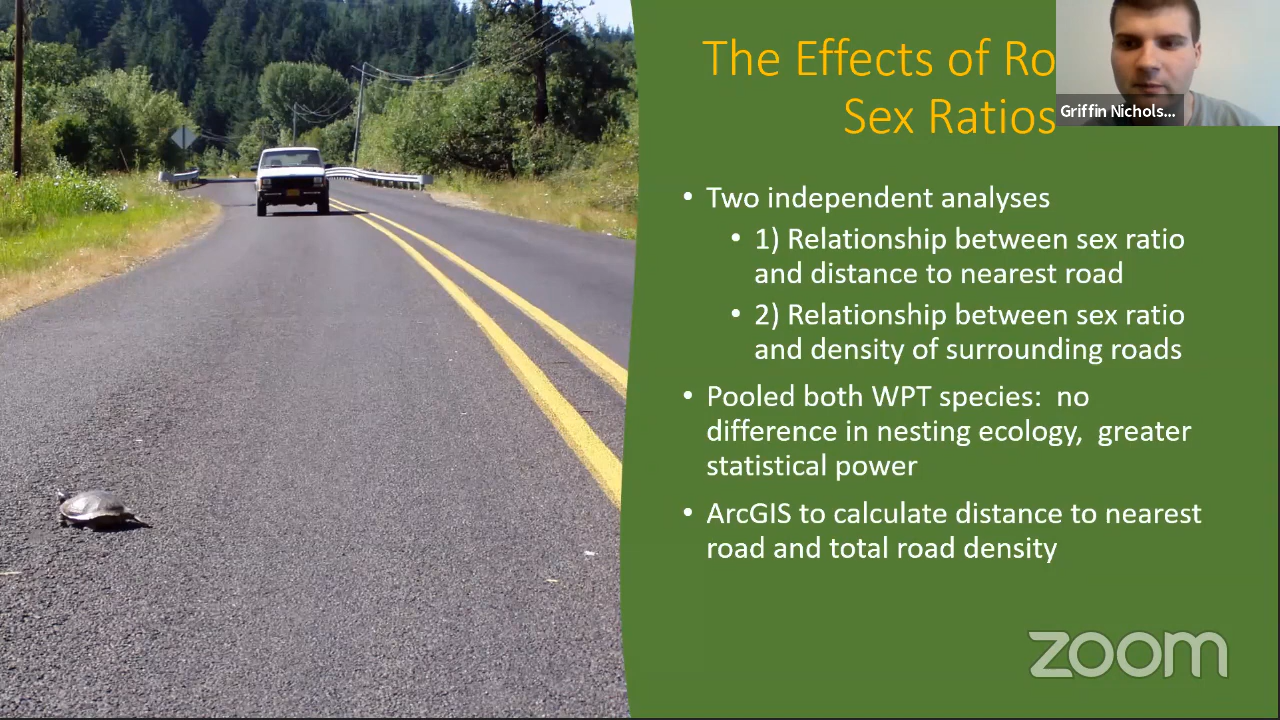 The Effects of Ro
Sex Ratios
Griffin Nichols...
• Two independent analyses
• 1) Relationship between sex ratio
and distance to nearest road
• 2) Relationship between sex ratio
and density of surrounding roads
• Pooled both WPT species: no
difference in nesting ecology, greater
statistical power
• ArcGIS to calculate distance to nearest
road and total road density
zoom